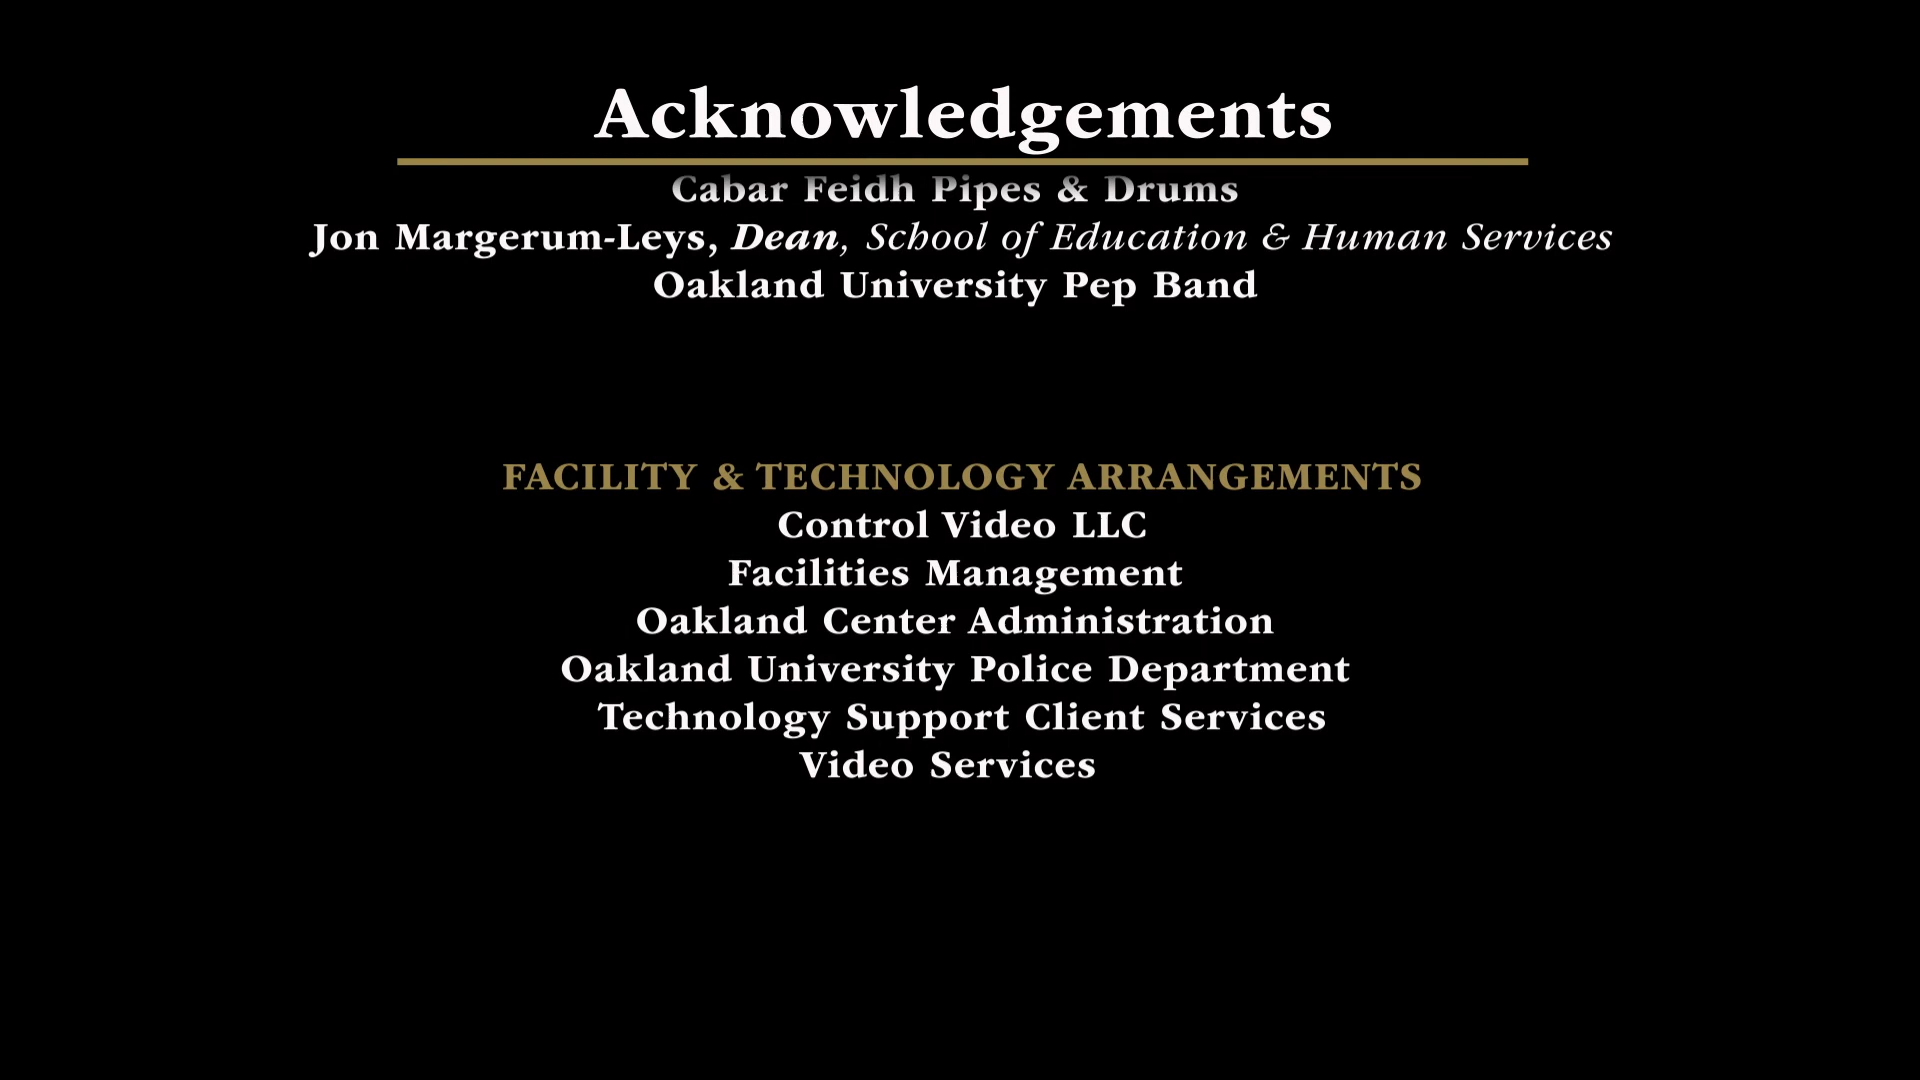 Acknowledgements
Cabar Feidh Pipes & Drums
Jon Margerum-Leys, Dean, School of Education & Human Services
Oakland University Pep Band
FACILITY & TECHNOLOGY ARRANGEMENTS
Control Video LLC
Facilities Management
Oakland Center Administration
Oakland University Police Department
Technology Support Client Services
Video Services